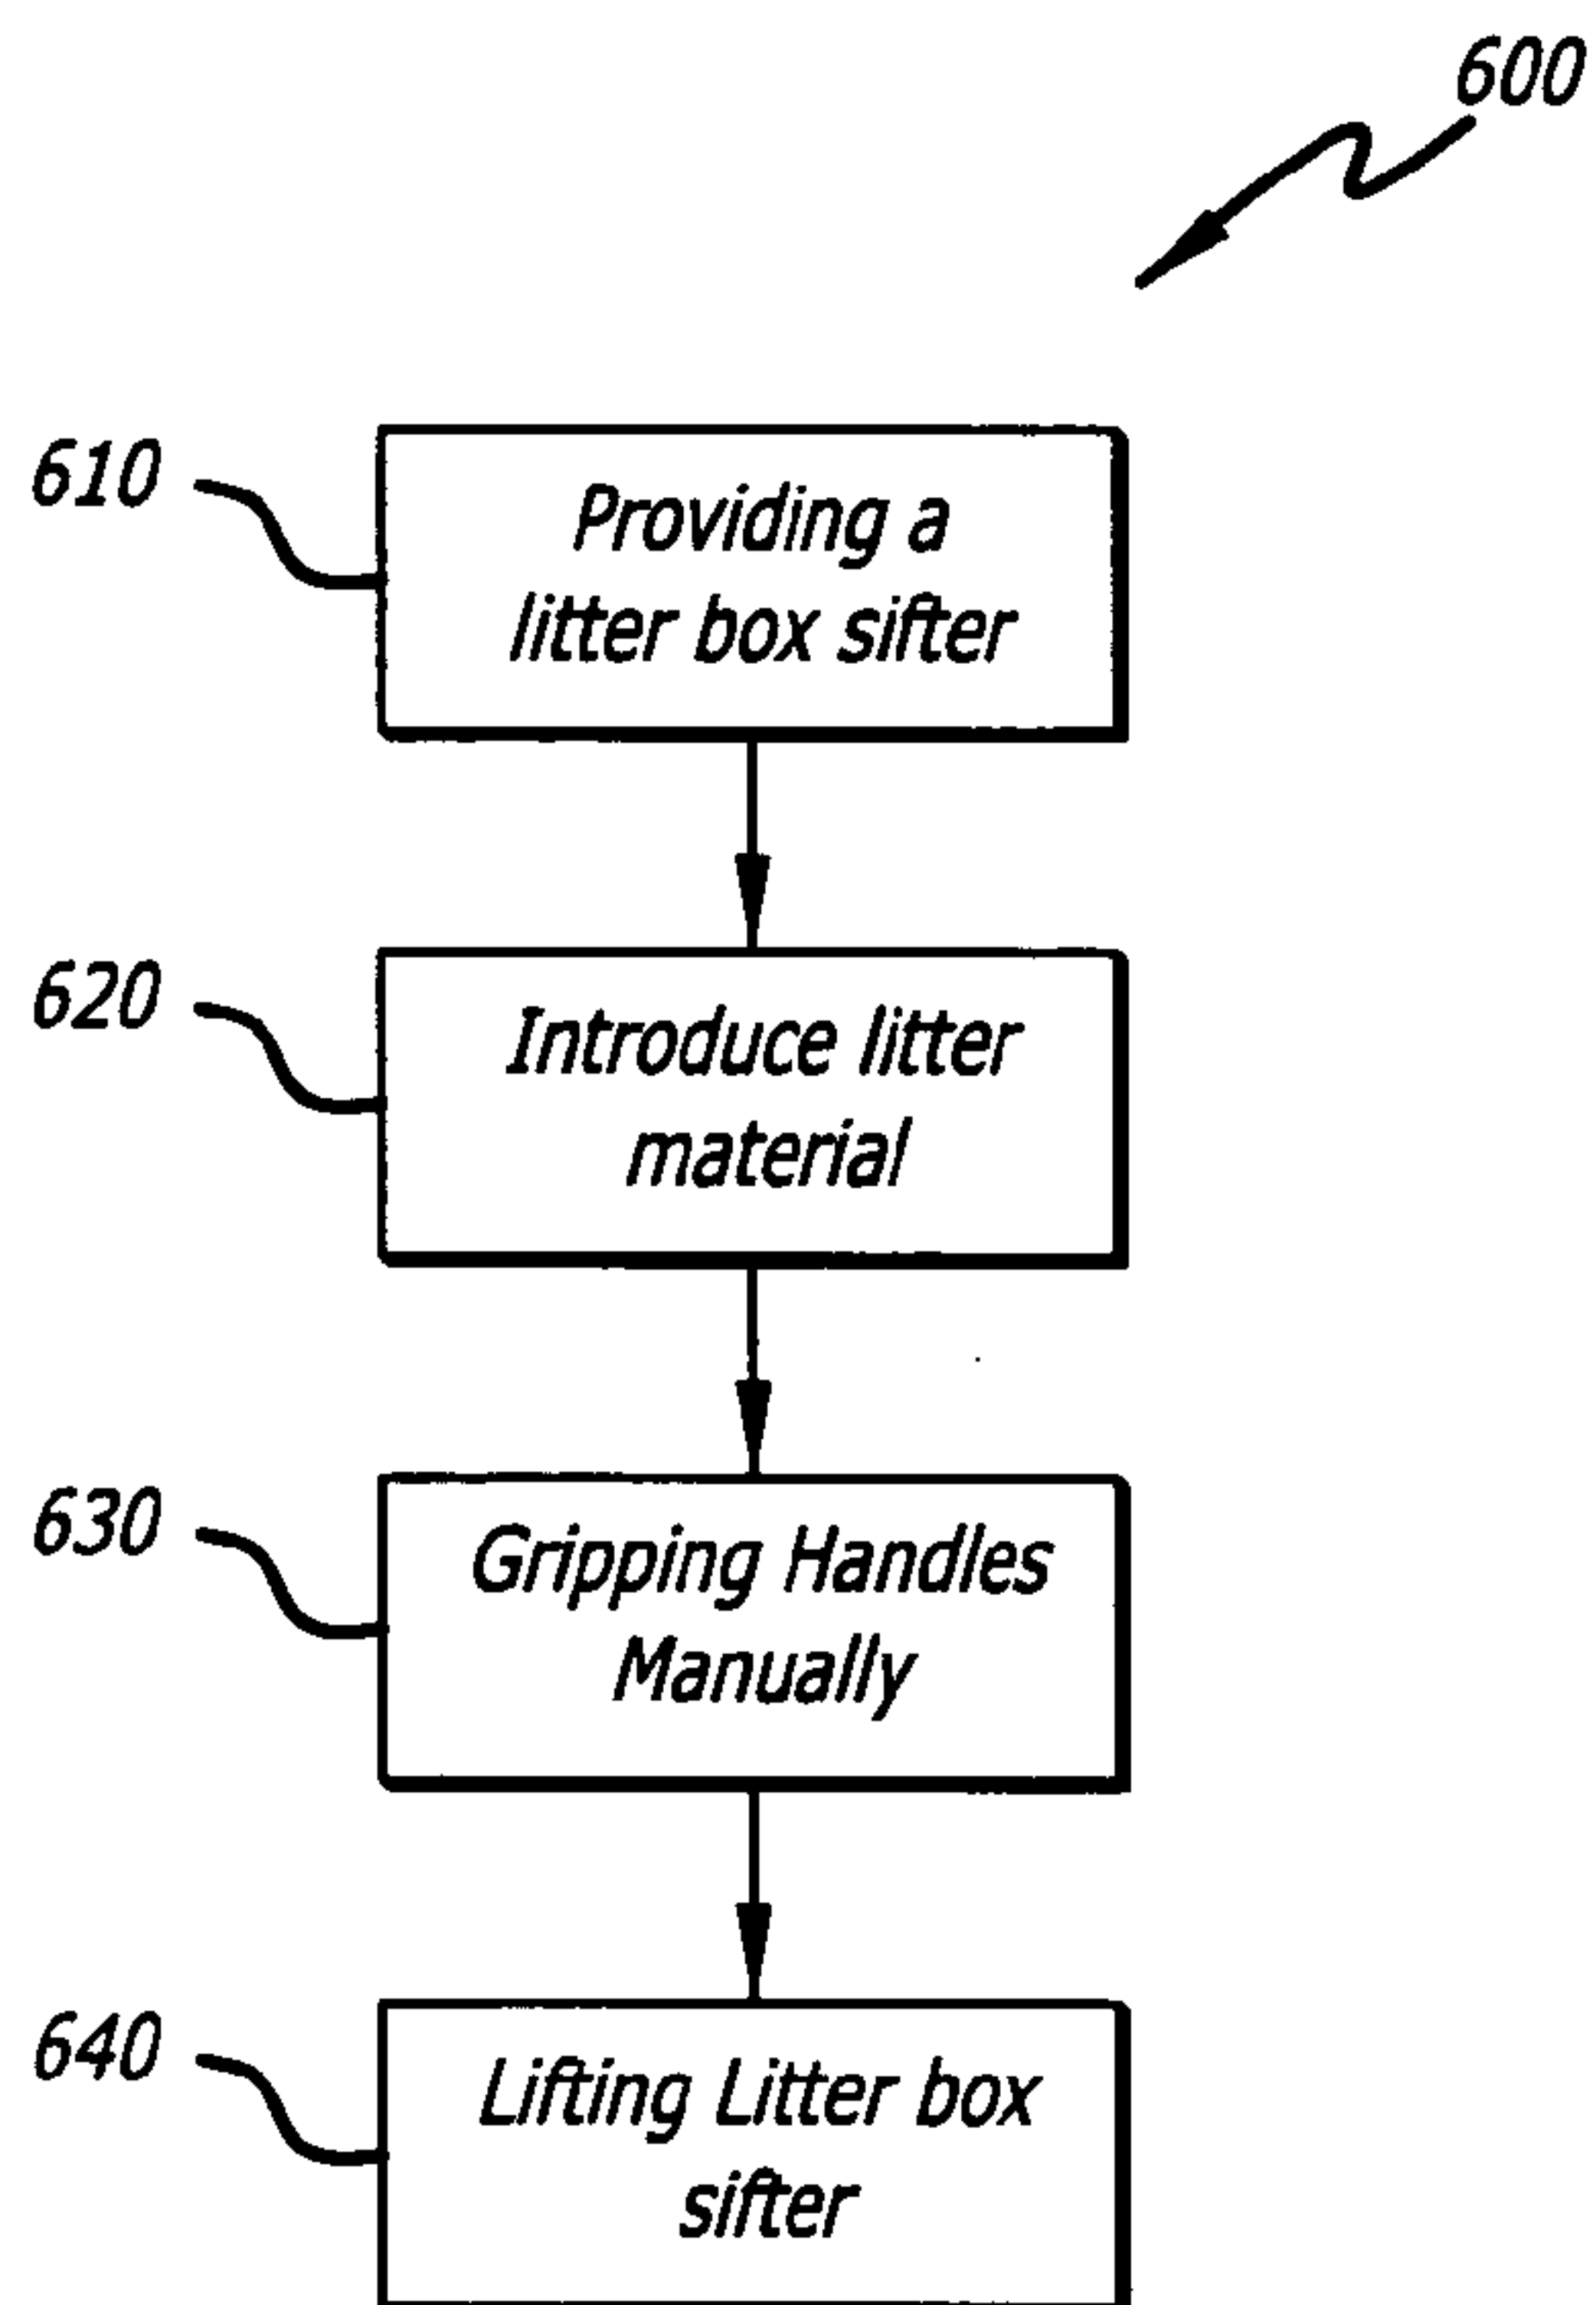 600
610
Providing a
litter box sifter
620
Introduce litter
material
630
Gripping Handles
Manually
640
Lifting Litter box
sifter